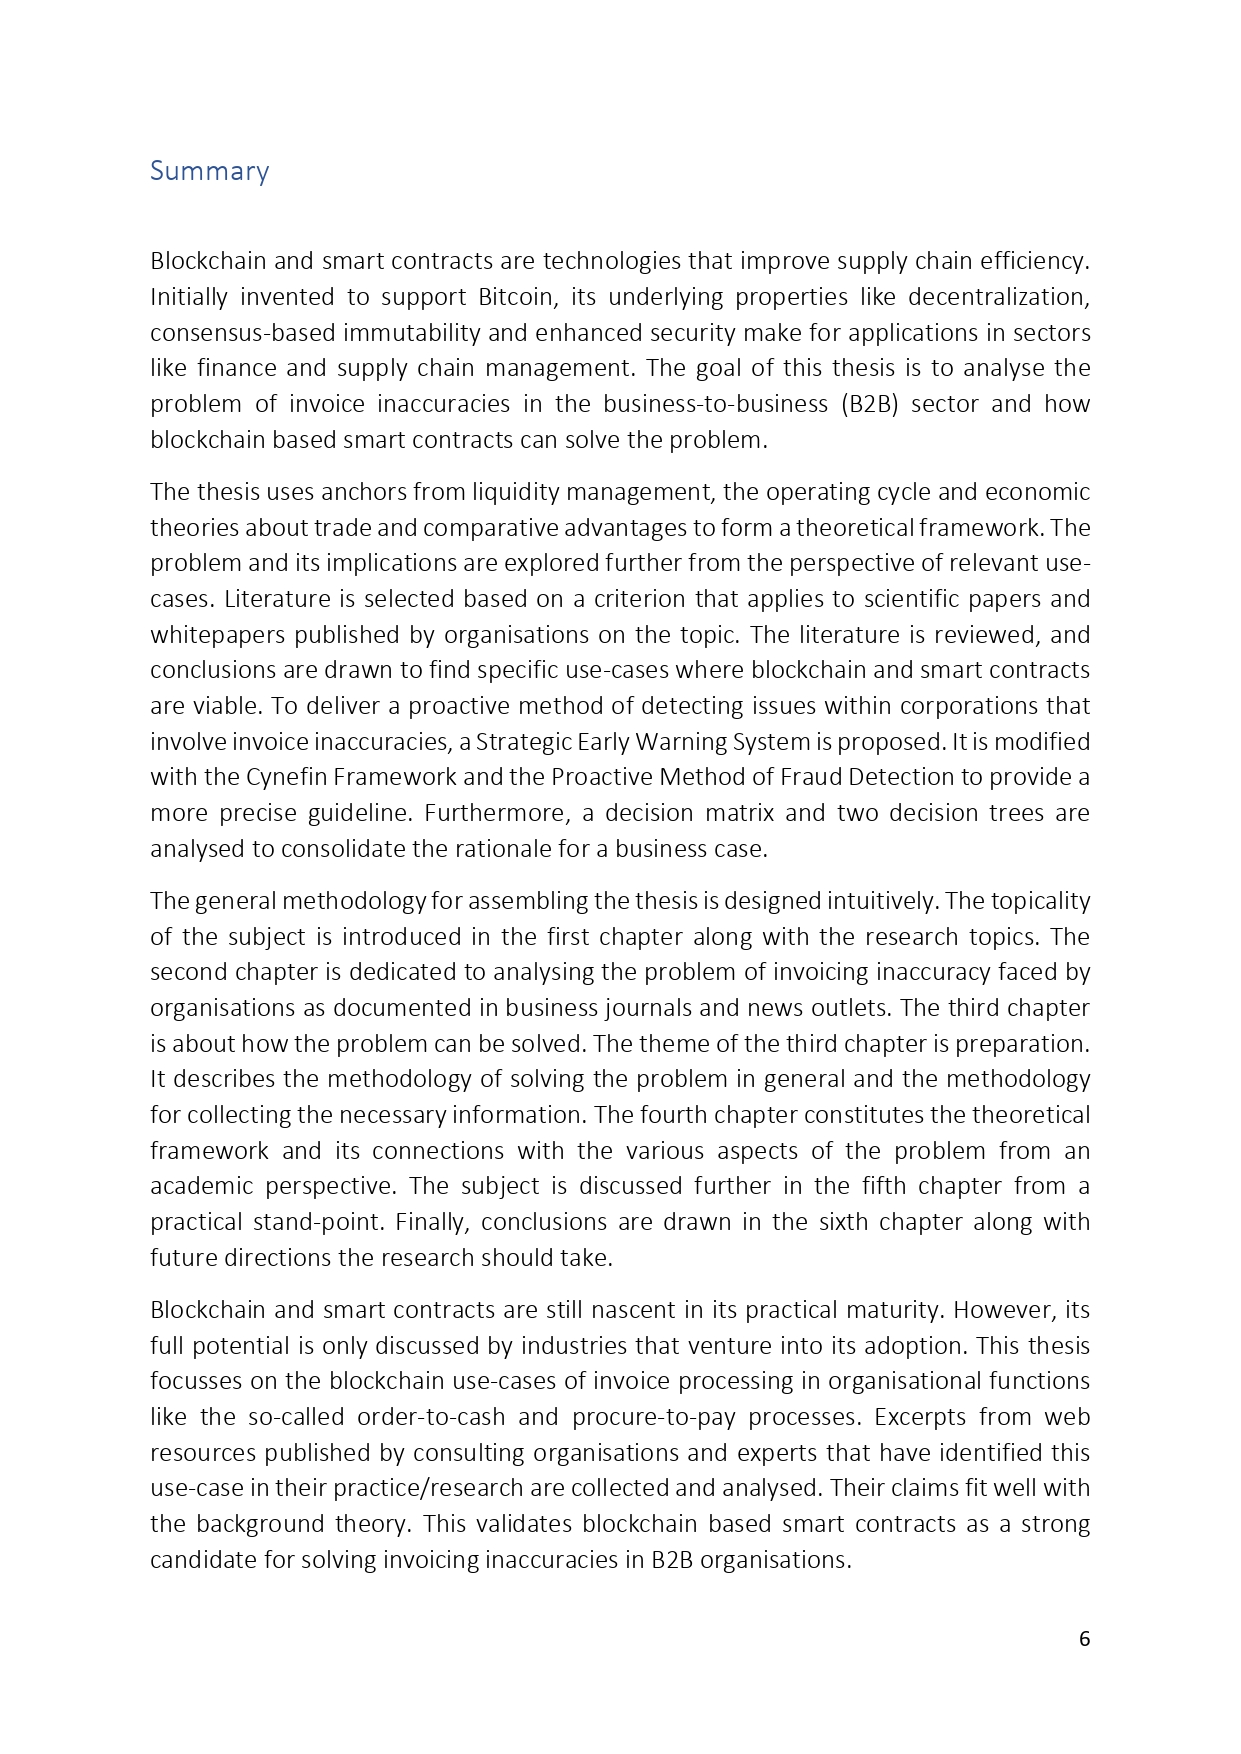 Summary
Blockchain and smart contracts are technologies that improve supply chain efficiency.
Initially invented to support Bitcoin, its underlying properties like decentralization,
consensus-based immutability and enhanced security make for applications in sectors
like finance and supply chain management. The goal of this thesis is to analyse the
problem of invoice inaccuracies in the business-to-business (B2B) sector and how
blockchain based smart contracts can solve the problem.
The thesis uses anchors from liquidity management, the operating cycle and economic
theories about trade and comparative advantages to form a theoretical framework. The
problem and its implications are explored further from the perspective of relevant use-
cases. Literature is selected based on a criterion that applies to scientific papers and
whitepapers published by organisations on the topic. The literature is reviewed, and
conclusions are drawn to find specific use-cases where blockchain and smart contracts
are viable. To deliver a proactive method of detecting issues within corporations that
involve invoice inaccuracies, a Strategic Early Warning System is proposed. It is modified
with the Cynefin Framework and the Proactive Method of Fraud Detection to provide a
more precise guideline. Furthermore, a decision matrix and two decision trees are
analysed to consolidate the rationale for a business case.
The general methodology for assembling the thesis is designed intuitively. The topicality
of the subject is introduced in the first chapter along with the research topics. The
second chapter is dedicated to analysing the problem of invoicing inaccuracy faced by
organisations as documented in business journals and news outlets. The third chapter
is about how the problem can be solved. The theme of the third chapter is preparation.
It describes the methodology of solving the problem in general and the methodology
for collecting the necessary information. The fourth chapter constitutes the theoretical
framework and its connections with the various aspects of the problem from an
academic perspective. The subject is discussed further in the fifth chapter from a
practical stand-point. Finally, conclusions are drawn in the sixth chapter along with
future directions the research should take.
Blockchain and smart contracts are still nascent in its practical maturity. However, its
full potential is only discussed by industries that venture into its adoption. This thesis
focusses on the blockchain use-cases of invoice processing in organisational functions
like the so-called order-to-cash and procure-to-pay processes. Excerpts from web
resources published by consulting organisations and experts that have identified this
use-case in their practice/research are collected and analysed. Their claims fit well with
the background theory. This validates blockchain based smart contracts as a strong
candidate for solving invoicing inaccuracies in B2B organisations.
6